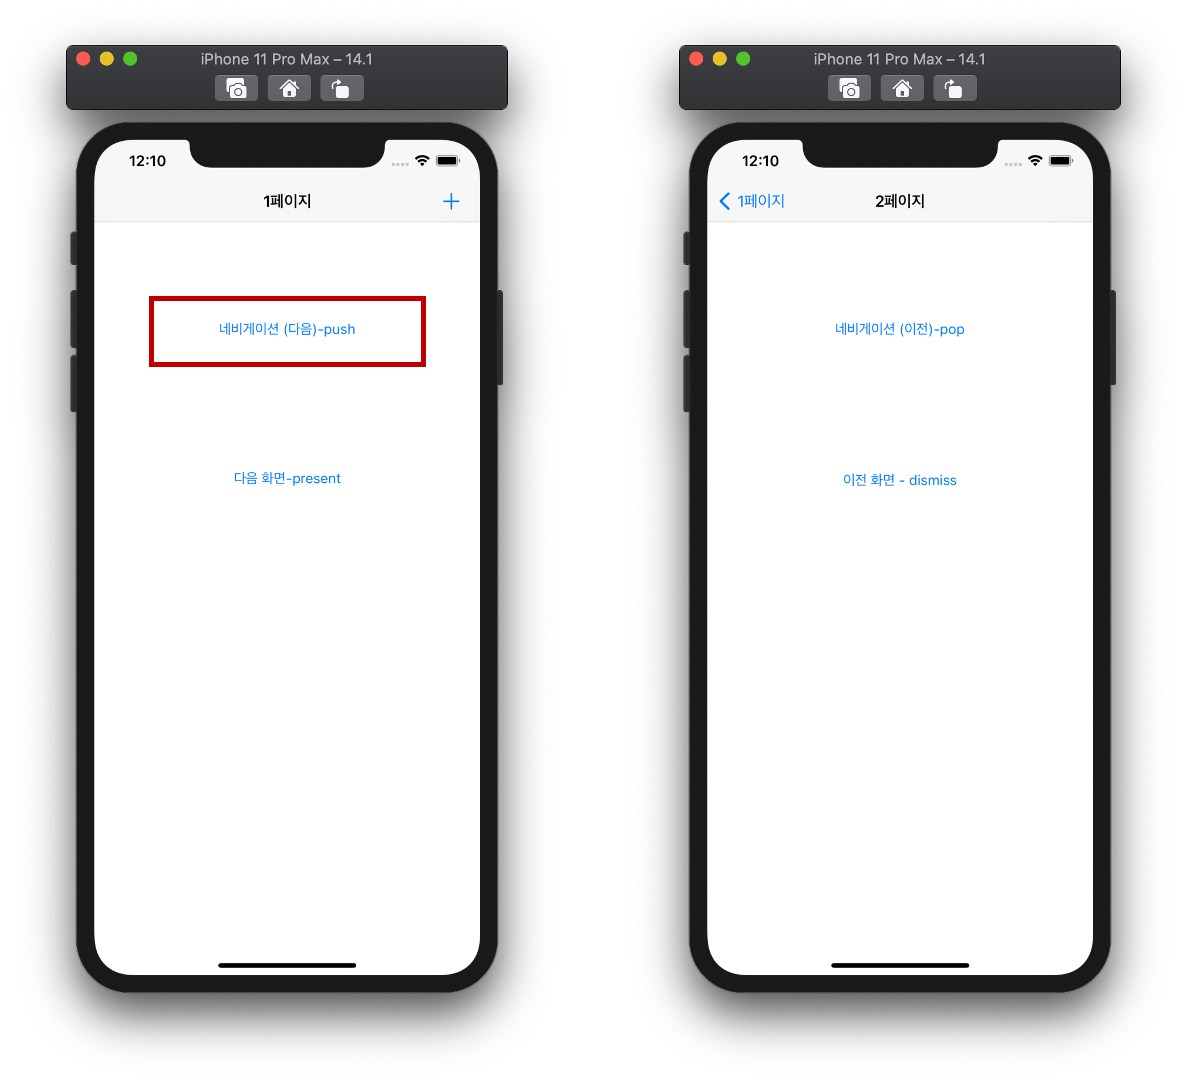 iPhone 11 Pro Max – 14.1
12:10
1페이지
네비게이션 (다음)-push
다음 화면-present
iPhone 11 Pro Max – 14.1
12:10
1페이지
2페이지
네비게이션 (이전)-pop
이전 화면 - dismiss